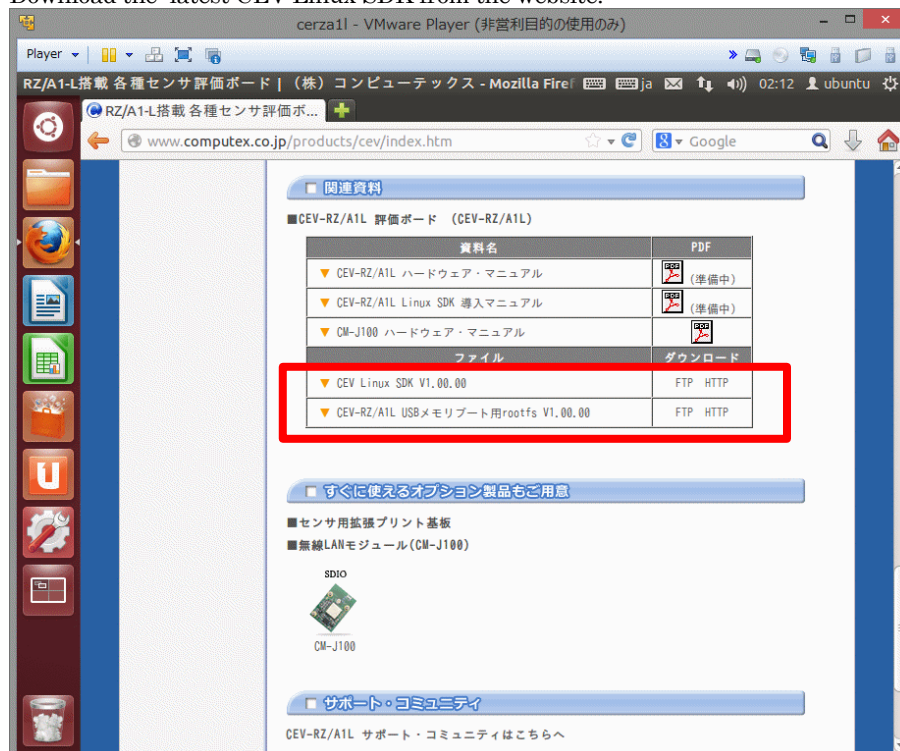 Download the latest CEV Linux SDK from the website.
cerza1l - VMware Player (非営利目的の使用のみ)
Player
RZ/A1-L搭載 各種センサ評価ボード | (株) コンピューテックス - Mozilla Firef ja 02:12 ubuntu
RZ/A1-L搭載 各種センサ評価ボ...
www.computex.co.jp/products/cev/index.htm Google
関連資料
■CEV-RZ/A1L 評価ボード (CEV-RZ/A1L)
資料名 PDF
▼ CEV-RZ/A1L ハードウェア・マニュアル (準備中)
▼ CEV-RZ/A1L Linux SDK 導入マニュアル (準備中)
▼ CM-J100 ハードウェア・マニュアル
ファイル ダウンロード
▼ CEV Linux SDK V1.00.00 FTP HTTP
▼ CEV-RZ/A1L USBメモリブート用rootfs V1.00.00 FTP HTTP
すぐに使えるオプション製品もご用意
■センサ用拡張プリント基板
■無線LANモジュール(CM-J100)
SDIO
CM-J100
サポート・コミュニティ
CEV-RZ/A1L サポート・コミュニティはこちらへ